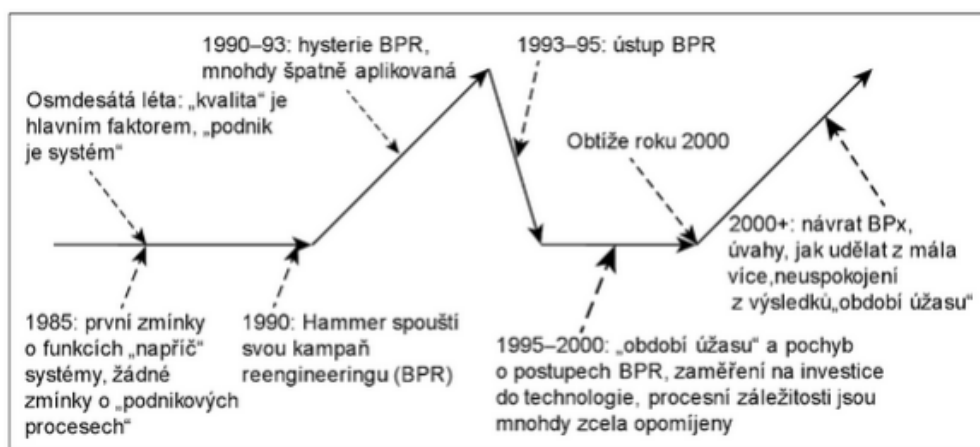 1990–93: hysterie BPR,
mnohdy špatně aplikovaná
1993–95: ústup BPR
Osmdesátá léta: „kvalita“ je
hlavním faktorem, „podnik
je systém“
Obtíže roku 2000
2000+: návrat BPx,
úvahy, jak udělat z mála
více,neuspokojení
z výsledků„období úžasu“
1985: první zmínky
o funkcích „napříč“
systémy, žádné
zmínky o „podnikových
procesech“
1990: Hammer spouští
svou kampaň
reengineeringu (BPR)
1995–2000: „období úžasu“ a pochyb
o postupech BPR, zaměření na investice
do technologie, procesní záležitosti jsou
mnohdy zcela opomíjeny